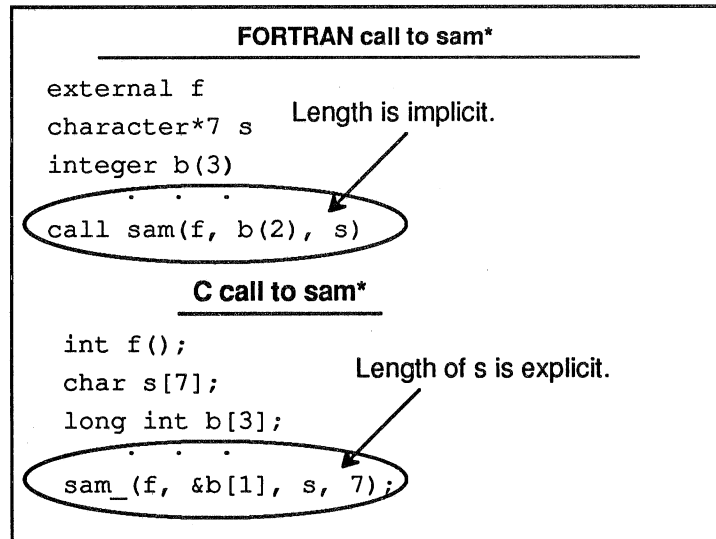 FORTRAN call to sam*
external f
character*7 s
Length is implicit.
integer b(3)
. . .
call sam(f, b(2), s)
C call to sam*
int f();
char s[7];
Length of s is explicit.
long int b[3];
. . .
sam_(f, &b[1], s, 7);